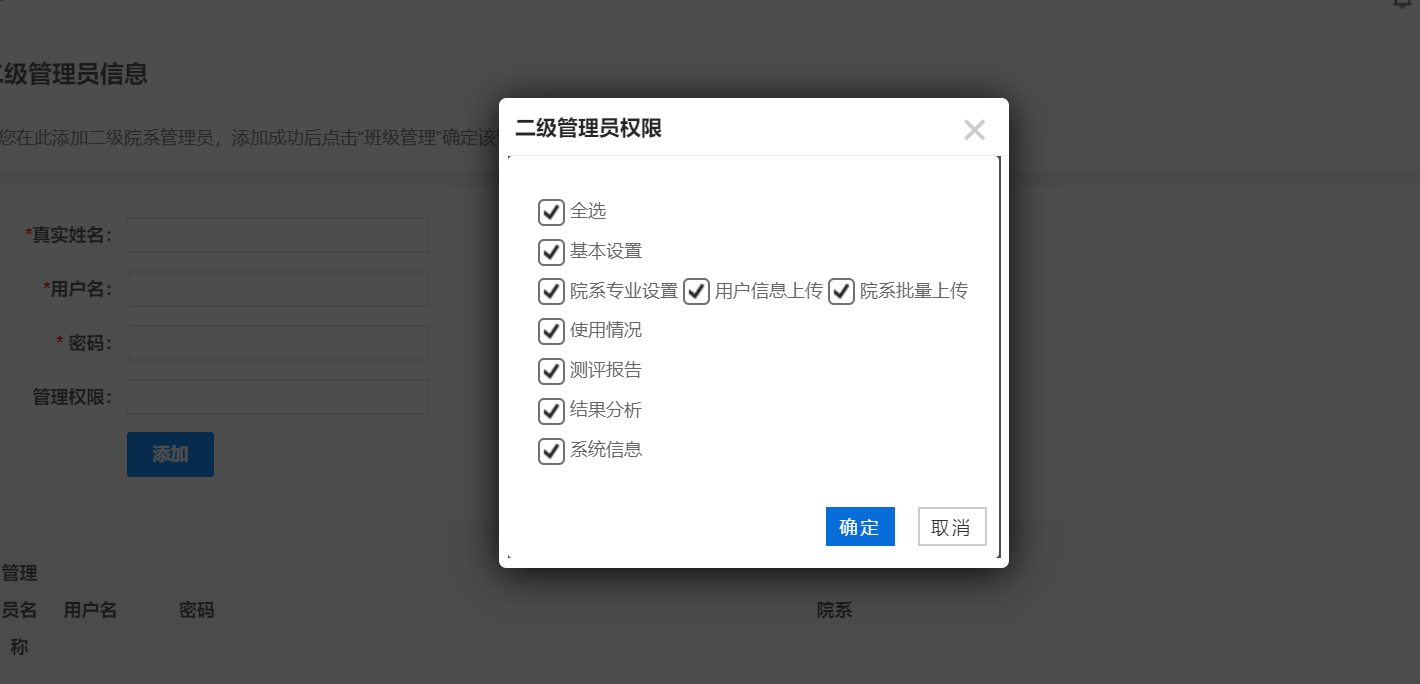 二级管理员信息
您在此添加二级院系管理员，添加成功后点击“班级管理”确定该
*真实姓名：
*用户名：
* 密码：
管理权限：
添加
二级管理员权限
全选
基本设置
院系专业设置 用户信息上传 院系批量上传
使用情况
测评报告
结果分析
系统信息
确定 取消
管理
员名 用户名 密码 院系
称